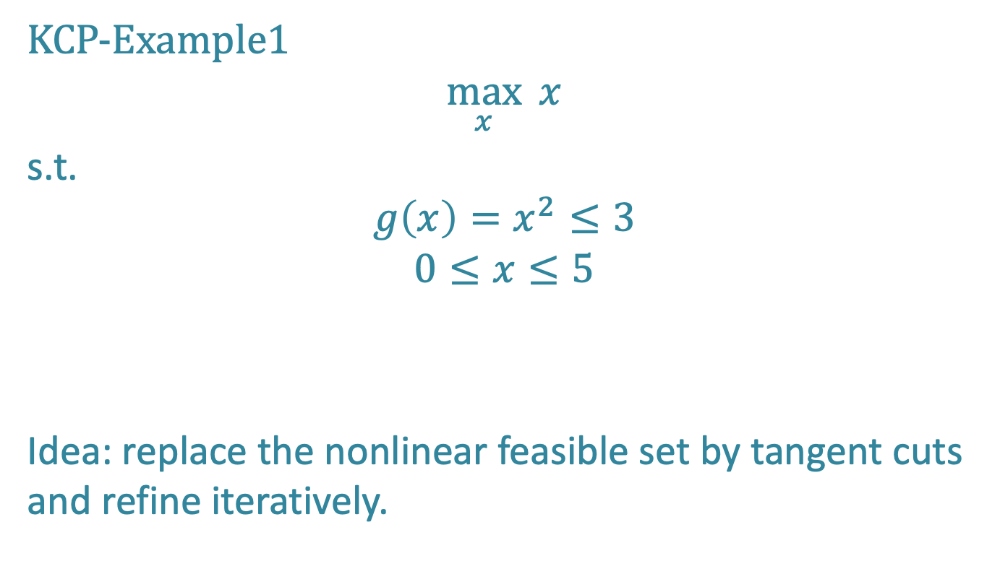 KCP-Example1
max x
x
s.t.
g(x) = x² ≤ 3
0 ≤ x ≤ 5
Idea: replace the nonlinear feasible set by tangent cuts
and refine iteratively.